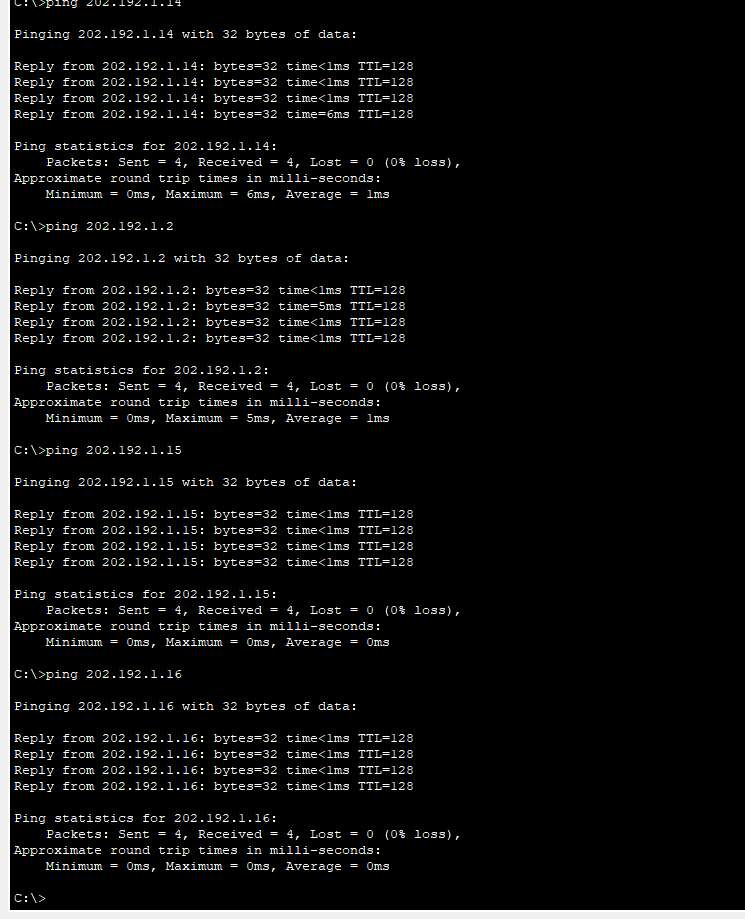 C:\>ping 202.192.1.14
Pinging 202.192.1.14 with 32 bytes of data:
Reply from 202.192.1.14: bytes=32 time<1ms TTL=128
Reply from 202.192.1.14: bytes=32 time<1ms TTL=128
Reply from 202.192.1.14: bytes=32 time<1ms TTL=128
Reply from 202.192.1.14: bytes=32 time=6ms TTL=128
Ping statistics for 202.192.1.14:
    Packets: Sent = 4, Received = 4, Lost = 0 (0% loss),
Approximate round trip times in milli-seconds:
    Minimum = 0ms, Maximum = 6ms, Average = 1ms
C:\>ping 202.192.1.2
Pinging 202.192.1.2 with 32 bytes of data:
Reply from 202.192.1.2: bytes=32 time<1ms TTL=128
Reply from 202.192.1.2: bytes=32 time=5ms TTL=128
Reply from 202.192.1.2: bytes=32 time<1ms TTL=128
Reply from 202.192.1.2: bytes=32 time<1ms TTL=128
Ping statistics for 202.192.1.2:
    Packets: Sent = 4, Received = 4, Lost = 0 (0% loss),
Approximate round trip times in milli-seconds:
    Minimum = 0ms, Maximum = 5ms, Average = 1ms
C:\>ping 202.192.1.15
Pinging 202.192.1.15 with 32 bytes of data:
Reply from 202.192.1.15: bytes=32 time<1ms TTL=128
Reply from 202.192.1.15: bytes=32 time<1ms TTL=128
Reply from 202.192.1.15: bytes=32 time<1ms TTL=128
Reply from 202.192.1.15: bytes=32 time<1ms TTL=128
Ping statistics for 202.192.1.15:
    Packets: Sent = 4, Received = 4, Lost = 0 (0% loss),
Approximate round trip times in milli-seconds:
    Minimum = 0ms, Maximum = 0ms, Average = 0ms
C:\>ping 202.192.1.16
Pinging 202.192.1.16 with 32 bytes of data:
Reply from 202.192.1.16: bytes=32 time<1ms TTL=128
Reply from 202.192.1.16: bytes=32 time<1ms TTL=128
Reply from 202.192.1.16: bytes=32 time<1ms TTL=128
Reply from 202.192.1.16: bytes=32 time<1ms TTL=128
Ping statistics for 202.192.1.16:
    Packets: Sent = 4, Received = 4, Lost = 0 (0% loss),
Approximate round trip times in milli-seconds:
    Minimum = 0ms, Maximum = 0ms, Average = 0ms
C:\>